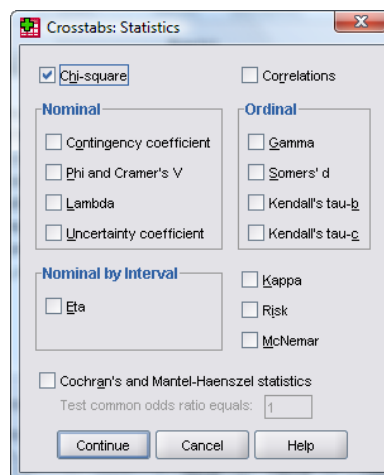 Crosstabs: Statistics
Chi-square
Correlations
Nominal
Contingency coefficient
Phi and Cramer's V
Lambda
Uncertainty coefficient
Ordinal
Gamma
Somers' d
Kendall's tau-b
Kendall's tau-c
Nominal by Interval
Eta
Kappa
Risk
McNemar
Cochran's and Mantel-Haenszel statistics
Test common odds ratio equals: 1
Continue Cancel Help